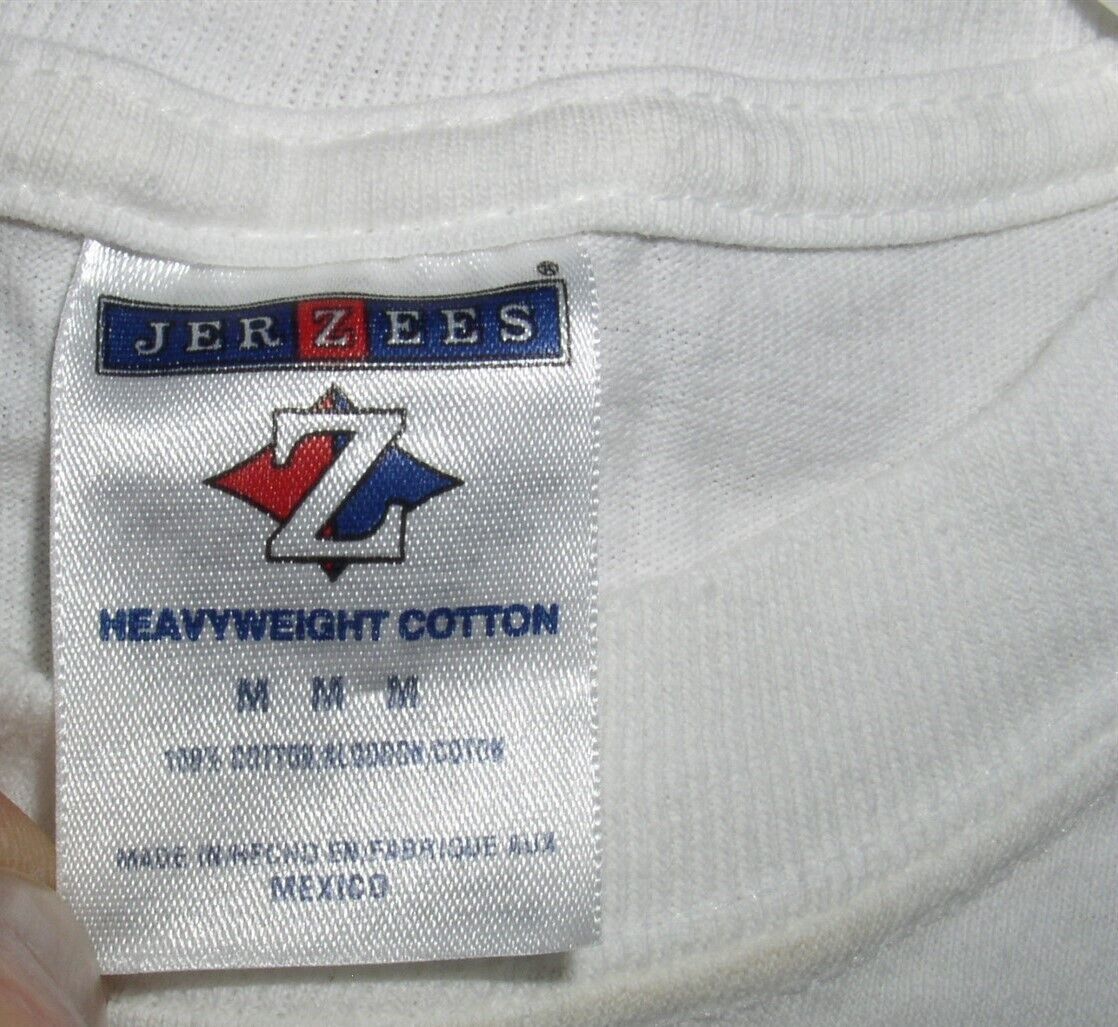 JERZEES®
Z
HEAVYWEIGHT COTTON
M M M
100% COTTON/ALGODON/COTON
MADE IN/HECHO EN/FABRIQUE AUX
MEXICO